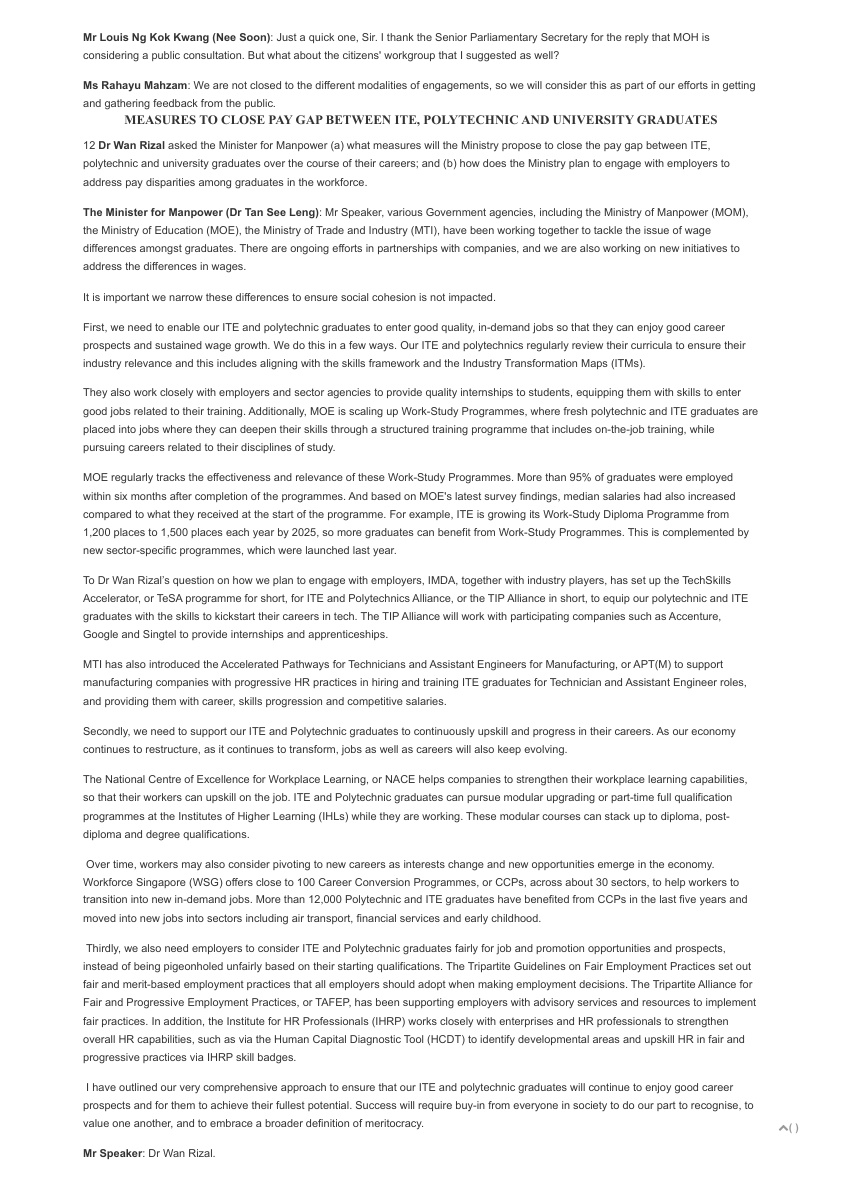 Mr Louis Ng Kok Kwang (Nee Soon): Just a quick one, Sir. I thank the Senior Parliamentary Secretary for the reply that MOH is
considering a public consultation. But what about the citizens' workgroup that I suggested as well?
Ms Rahayu Mahzam: We are not closed to the different modalities of engagements, so we will consider this as part of our efforts in getting
and gathering feedback from the public.
MEASURES TO CLOSE PAY GAP BETWEEN ITE, POLYTECHNIC AND UNIVERSITY GRADUATES
12 Dr Wan Rizal asked the Minister for Manpower (a) what measures will the Ministry propose to close the pay gap between ITE,
polytechnic and university graduates over the course of their careers; and (b) how does the Ministry plan to engage with employers to
address pay disparities among graduates in the workforce.
The Minister for Manpower (Dr Tan See Leng): Mr Speaker, various Government agencies, including the Ministry of Manpower (MOM),
the Ministry of Education (MOE), the Ministry of Trade and Industry (MTI), have been working together to tackle the issue of wage
differences amongst graduates. There are ongoing efforts in partnerships with companies, and we are also working on new initiatives to
address the differences in wages.
It is important we narrow these differences to ensure social cohesion is not impacted.
First, we need to enable our ITE and polytechnic graduates to enter good quality, in-demand jobs so that they can enjoy good career
prospects and sustained wage growth. We do this in a few ways. Our ITE and polytechnics regularly review their curricula to ensure their
industry relevance and this includes aligning with the skills framework and the Industry Transformation Maps (ITMs).
They also work closely with employers and sector agencies to provide quality internships to students, equipping them with skills to enter
good jobs related to their training. Additionally, MOE is scaling up Work-Study Programmes, where fresh polytechnic and ITE graduates are
placed into jobs where they can deepen their skills through a structured training programme that includes on-the-job training, while
pursuing careers related to their disciplines of study.
MOE regularly tracks the effectiveness and relevance of these Work-Study Programmes. More than 95% of graduates were employed
within six months after completion of the programmes. And based on MOE's latest survey findings, median salaries had also increased
compared to what they received at the start of the programme. For example, ITE is growing its Work-Study Diploma Programme from
1,200 places to 1,500 places each year by 2025, so more graduates can benefit from Work-Study Programmes. This is complemented by
new sector-specific programmes, which were launched last year.
To Dr Wan Rizal's question on how we plan to engage with employers, IMDA, together with industry players, has set up the TechSkills
Accelerator, or TeSA programme for short, for ITE and Polytechnics Alliance, or the TIP Alliance in short, to equip our polytechnic and ITE
graduates with the skills to kickstart their careers in tech. The TIP Alliance will work with participating companies such as Accenture,
Google and Singtel to provide internships and apprenticeships.
MTI has also introduced the Accelerated Pathways for Technicians and Assistant Engineers for Manufacturing, or APT(M) to support
manufacturing companies with progressive HR practices in hiring and training ITE graduates for Technician and Assistant Engineer roles,
and providing them with career, skills progression and competitive salaries.
Secondly, we need to support our ITE and Polytechnic graduates to continuously upskill and progress in their careers. As our economy
continues to restructure, as it continues to transform, jobs as well as careers will also keep evolving.
The National Centre of Excellence for Workplace Learning, or NACE helps companies to strengthen their workplace learning capabilities,
so that their workers can upskill on the job. ITE and Polytechnic graduates can pursue modular upgrading or part-time full qualification
programmes at the Institutes of Higher Learning (IHLs) while they are working. These modular courses can stack up to diploma, post-
diploma and degree qualifications.
Over time, workers may also consider pivoting to new careers as interests change and new opportunities emerge in the economy.
Workforce Singapore (WSG) offers close to 100 Career Conversion Programmes, or CCPs, across about 30 sectors, to help workers to
transition into new in-demand jobs. More than 12,000 Polytechnic and ITE graduates have benefited from CCPs in the last five years and
moved into new jobs into sectors including air transport, financial services and early childhood.
Thirdly, we also need employers to consider ITE and Polytechnic graduates fairly for job and promotion opportunities and prospects,
instead of being pigeonholed unfairly based on their starting qualifications. The Tripartite Guidelines on Fair Employment Practices set out
fair and merit-based employment practices that all employers should adopt when making employment decisions. The Tripartite Alliance for
Fair and Progressive Employment Practices, or TAFEP, has been supporting employers with advisory services and resources to implement
fair practices. In addition, the Institute for HR Professionals (IHRP) works closely with enterprises and HR professionals to strengthen
overall HR capabilities, such as via the Human Capital Diagnostic Tool (HCDT) to identify developmental areas and upskill HR in fair and
progressive practices via IHRP skill badges.
I have outlined our very comprehensive approach to ensure that our ITE and polytechnic graduates will continue to enjoy good career
prospects and for them to achieve their fullest potential. Success will require buy-in from everyone in society to do our part to recognise, to
value one another, and to embrace a broader definition of meritocracy.
( )
Mr Speaker: Dr Wan Rizal.